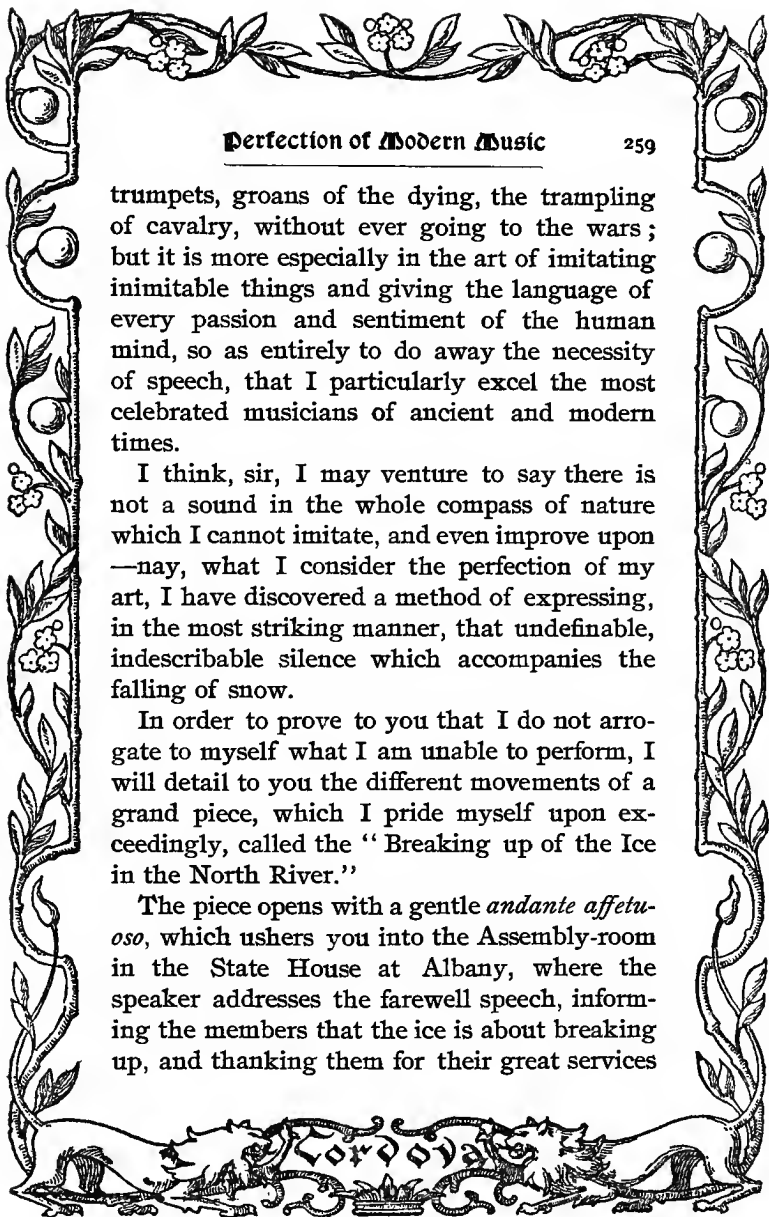 Perfection of Modern Music 259
trumpets, groans of the dying, the trampling
of cavalry, without ever going to the wars;
but it is more especially in the art of imitating
inimitable things and giving the language of
every passion and sentiment of the human
mind, so as entirely to do away the necessity
of speech, that I particularly excel the most
celebrated musicians of ancient and modern
times.
I think, sir, I may venture to say there is
not a sound in the whole compass of nature
which I cannot imitate, and even improve upon
—nay, what I consider the perfection of my
art, I have discovered a method of expressing,
in the most striking manner, that undefinable,
indescribable silence which accompanies the
falling of snow.
In order to prove to you that I do not arro-
gate to myself what I am unable to perform, I
will detail to you the different movements of a
grand piece, which I pride myself upon ex-
ceedingly, called the “Breaking up of the Ice
in the North River.”
The piece opens with a gentle andante affetu-
oso, which ushers you into the Assembly-room
in the State House at Albany, where the
speaker addresses the farewell speech, inform-
ing the members that the ice is about breaking
up, and thanking them for their great services
Cordova